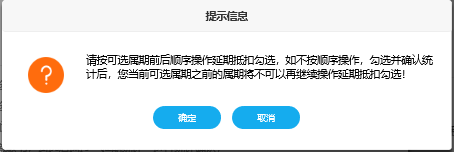 提示信息
请按可选属期前后顺序操作延期抵扣勾选，如不按顺序操作，勾选并确认统
计后，您当前可选属期之前的属期将不可以再继续操作延期抵扣勾选！
确定
取消